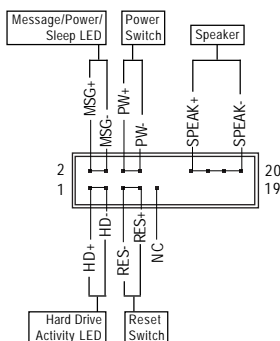 Message/Power/
Sleep LED
Power
Switch
Speaker
MSG+
MSG-
PW+
PW-
SPEAK+
SPEAK-
2
20
1
19
HD+
HD-
RES-
RES+
NC
Hard Drive
Activity LED
Reset
Switch